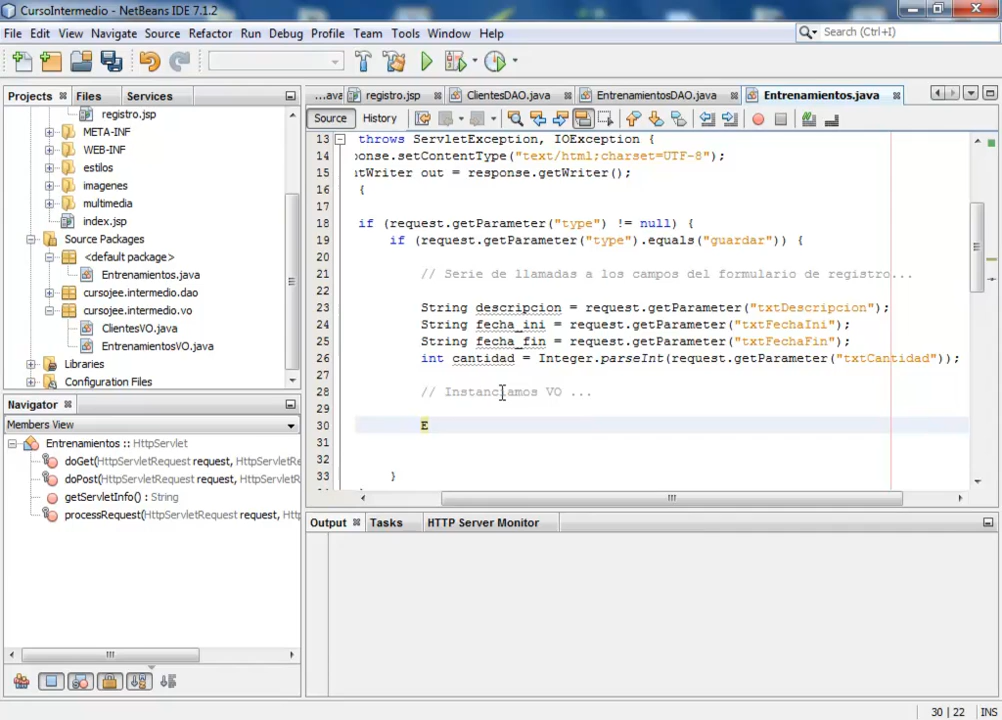 CursoIntermedio - NetBeans IDE 7.1.2
File Edit View Navigate Source Refactor Run Debug Profile Team Tools Window Help
Search (Ctrl+I)
Projects Files Services
...ava registro.jsp ClientesDAO.java EntrenamientosDAO.java Entrenamientos.java
Source History
registro.jsp
META-INF
WEB-INF
estilos
imagenes
multimedia
index.jsp
Source Packages
<default package>
Entrenamientos.java
cursojee.intermedio.dao
cursojee.intermedio.vo
ClientesVO.java
EntrenamientosVO.java
Libraries
Configuration Files
Navigator
Members View
Entrenamientos :: HttpServlet
doGet(HttpServletRequest request, HttpServletRe
doPost(HttpServletRequest request, HttpServletR
getServletInfo() : String
processRequest(HttpServletRequest request, Http
13 throws ServletException, IOException {
14 onse.setContentType("text/html;charset=UTF-8");
15 ntWriter out = response.getWriter();
16 {
17
18 if (request.getParameter("type") != null) {
19 if (request.getParameter("type").equals("guardar")) {
20
21 // Serie de llamadas a los campos del formulario de registro...
22
23 String descripcion = request.getParameter("txtDescripcion");
24 String fecha_ini = request.getParameter("txtFechaIni");
25 String fecha_fin = request.getParameter("txtFechaFin");
26 int cantidad = Integer.parseInt(request.getParameter("txtCantidad"));
27
28 // Instanciamos VO ...
29
30 E
31
32
33 }
Output Tasks HTTP Server Monitor
30 | 22 INS